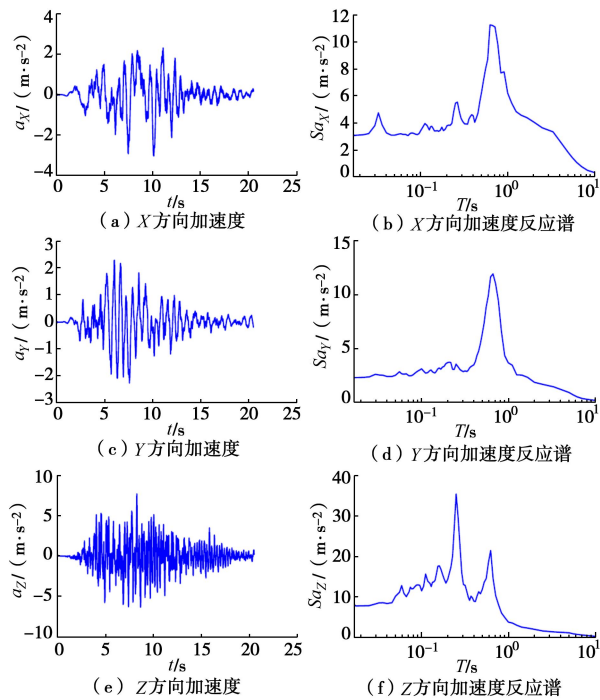 4
2
0
−2
−4
a_X/（m·s−2）
0 5 10 15 20 25
t/s
（a）X方向加速度
12
10
8
6
4
2
0
Sa_X/（m·s−2）
10−1 10^0 10^1
T/s
（b）X方向加速度反应谱
3
2
1
0
−1
−2
−3
a_Y/（m·s−2）
0 5 10 15 20 25
t/s
（c）Y方向加速度
15
10
5
0
Sa_Y/（m·s−2）
10−1 10^0 10^1
T/s
（d）Y方向加速度反应谱
10
5
0
−5
−10
a_Z/（m·s−2）
0 5 10 15 20 25
t/s
（e）Z方向加速度
40
30
20
10
0
Sa_Z/（m·s−2）
10−1 10^0 10^1
T/s
（f）Z方向加速度反应谱